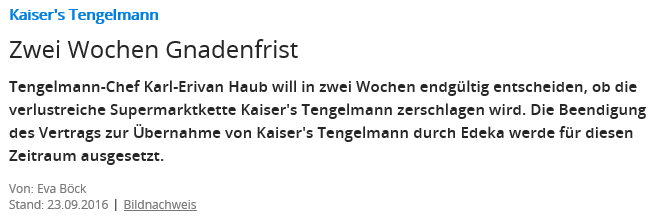 Kaiser's Tengelmann
Zwei Wochen Gnadenfrist
Tengelmann-Chef Karl-Erivan Haub will in zwei Wochen endgültig entscheiden, ob die
verlustreiche Supermarktkette Kaiser's Tengelmann zerschlagen wird. Die Beendigung
des Vertrags zur Übernahme von Kaiser's Tengelmann durch Edeka werde für diesen
Zeitraum ausgesetzt.
Von: Eva Böck
Stand: 23.09.2016 | Bildnachweis